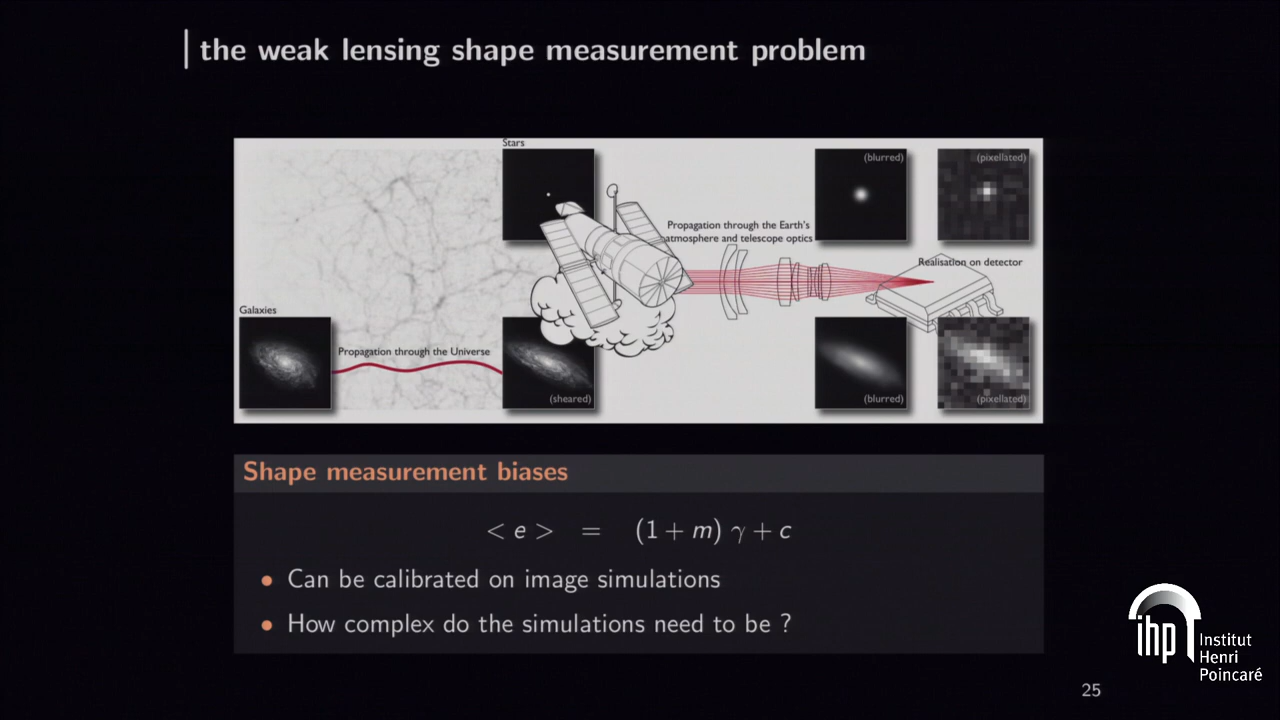 the weak lensing shape measurement problem
Stars
(blurred)
(pixellated)
Propagation through the Earth's
atmosphere and telescope optics
Realisation on detector
Galaxies
Propagation through the Universe
(sheared)
(blurred)
(pixellated)
Shape measurement biases
< e > = (1 + m) γ + c
• Can be calibrated on image simulations
• How complex do the simulations need to be ?
ihp
Institut
Henri
Poincaré
25